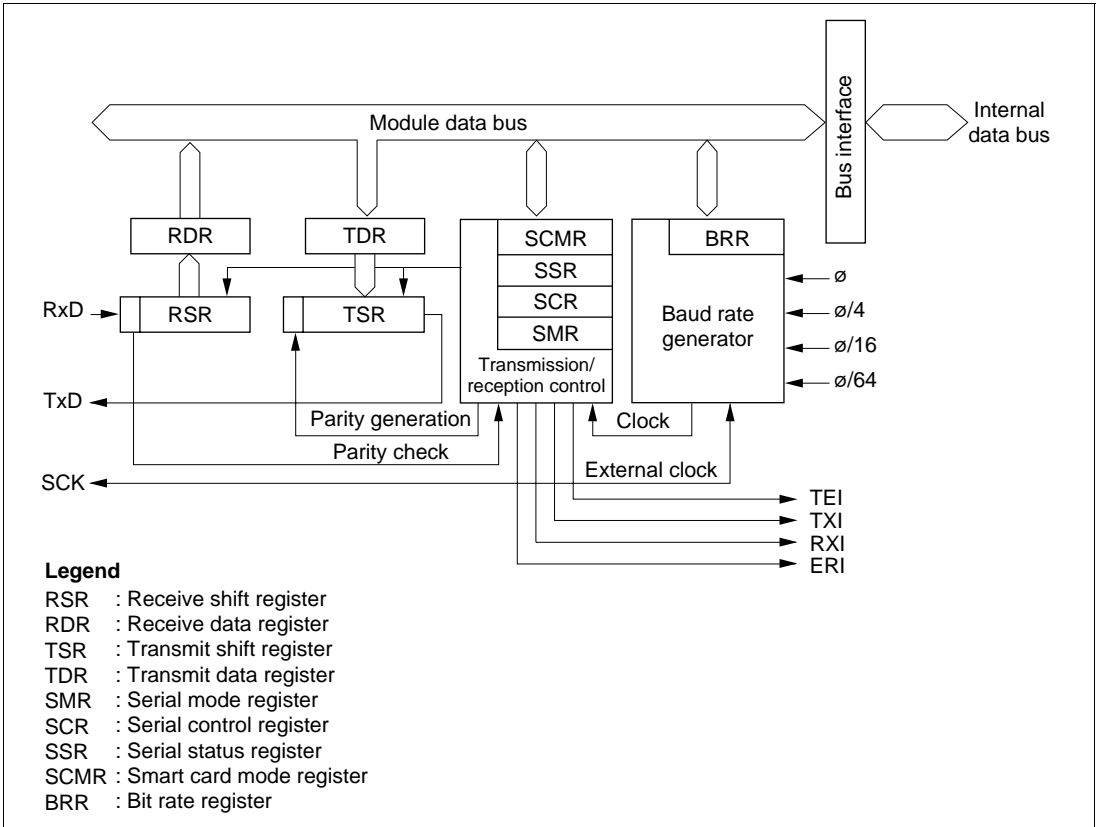 Module data bus
Bus interface
Internal
data bus
RDR
TDR
SCMR
SSR
SCR
SMR
Transmission/
reception control
BRR
Baud rate
generator
ø
ø/4
ø/16
ø/64
RxD
RSR
TSR
TxD
Parity generation
Parity check
Clock
SCK
External clock
TEI
TXI
RXI
ERI
Legend
RSR : Receive shift register
RDR : Receive data register
TSR : Transmit shift register
TDR : Transmit data register
SMR : Serial mode register
SCR : Serial control register
SSR : Serial status register
SCMR : Smart card mode register
BRR : Bit rate register